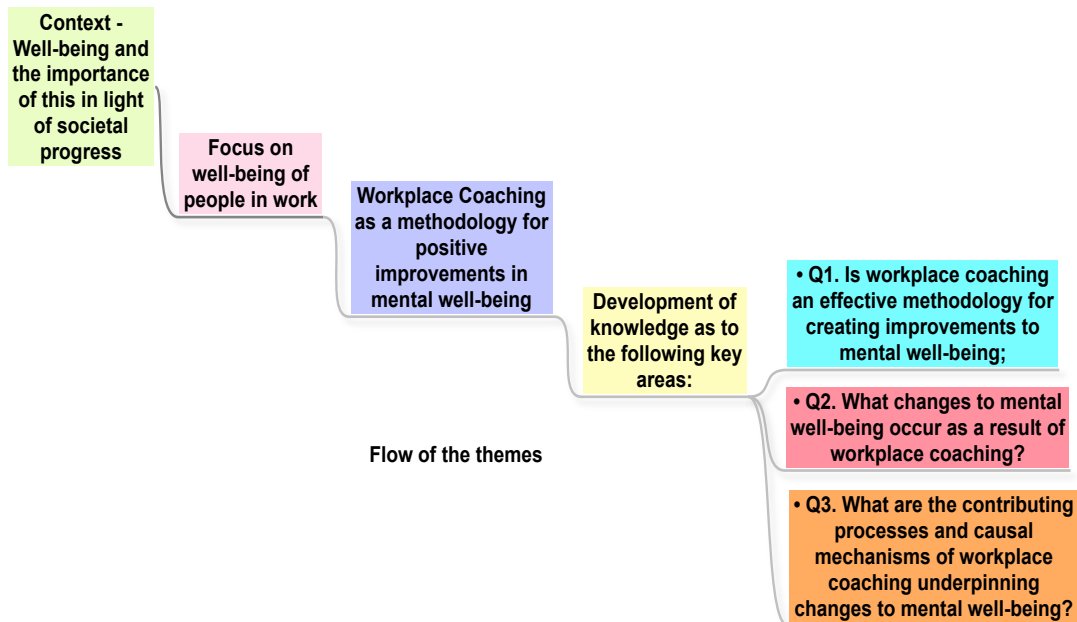 Context -
Well-being and
the importance
of this in light
of societal
progress
Focus on
well-being of
people in work
Workplace Coaching
as a methodology for
positive
improvements in
mental well-being
Development of
knowledge as to
the following key
areas:
• Q1. Is workplace coaching
an effective methodology for
creating improvements to
mental well-being;
• Q2. What changes to mental
well-being occur as a result of
workplace coaching?
• Q3. What are the contributing
processes and causal
mechanisms of workplace
coaching underpinning
changes to mental well-being?
Flow of the themes